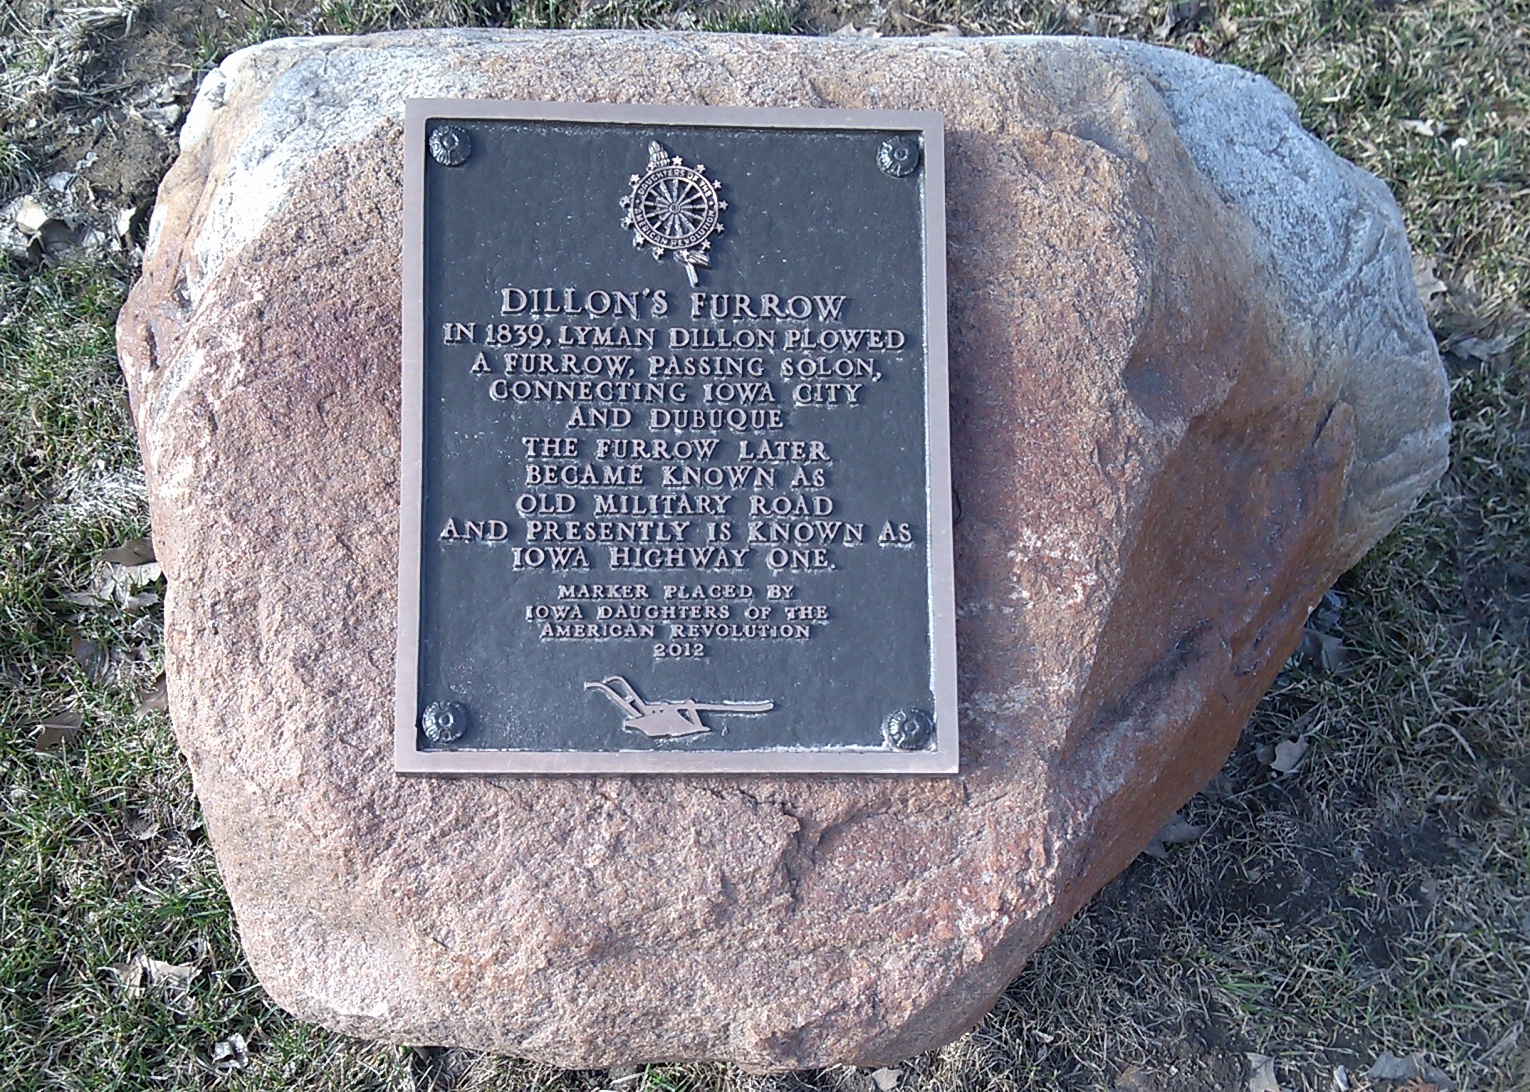 DAUGHTERS OF THE
AMERICAN REVOLUTION
DILLON'S FURROW
IN 1839, LYMAN DILLON PLOWED
A FURROW, PASSING SOLON,
CONNECTING IOWA CITY
AND DUBUQUE
THE FURROW LATER
BECAME KNOWN AS
OLD MILITARY ROAD
AND PRESENTLY IS KNOWN AS
IOWA HIGHWAY ONE.
MARKER PLACED BY
IOWA DAUGHTERS OF THE
AMERICAN REVOLUTION
2012